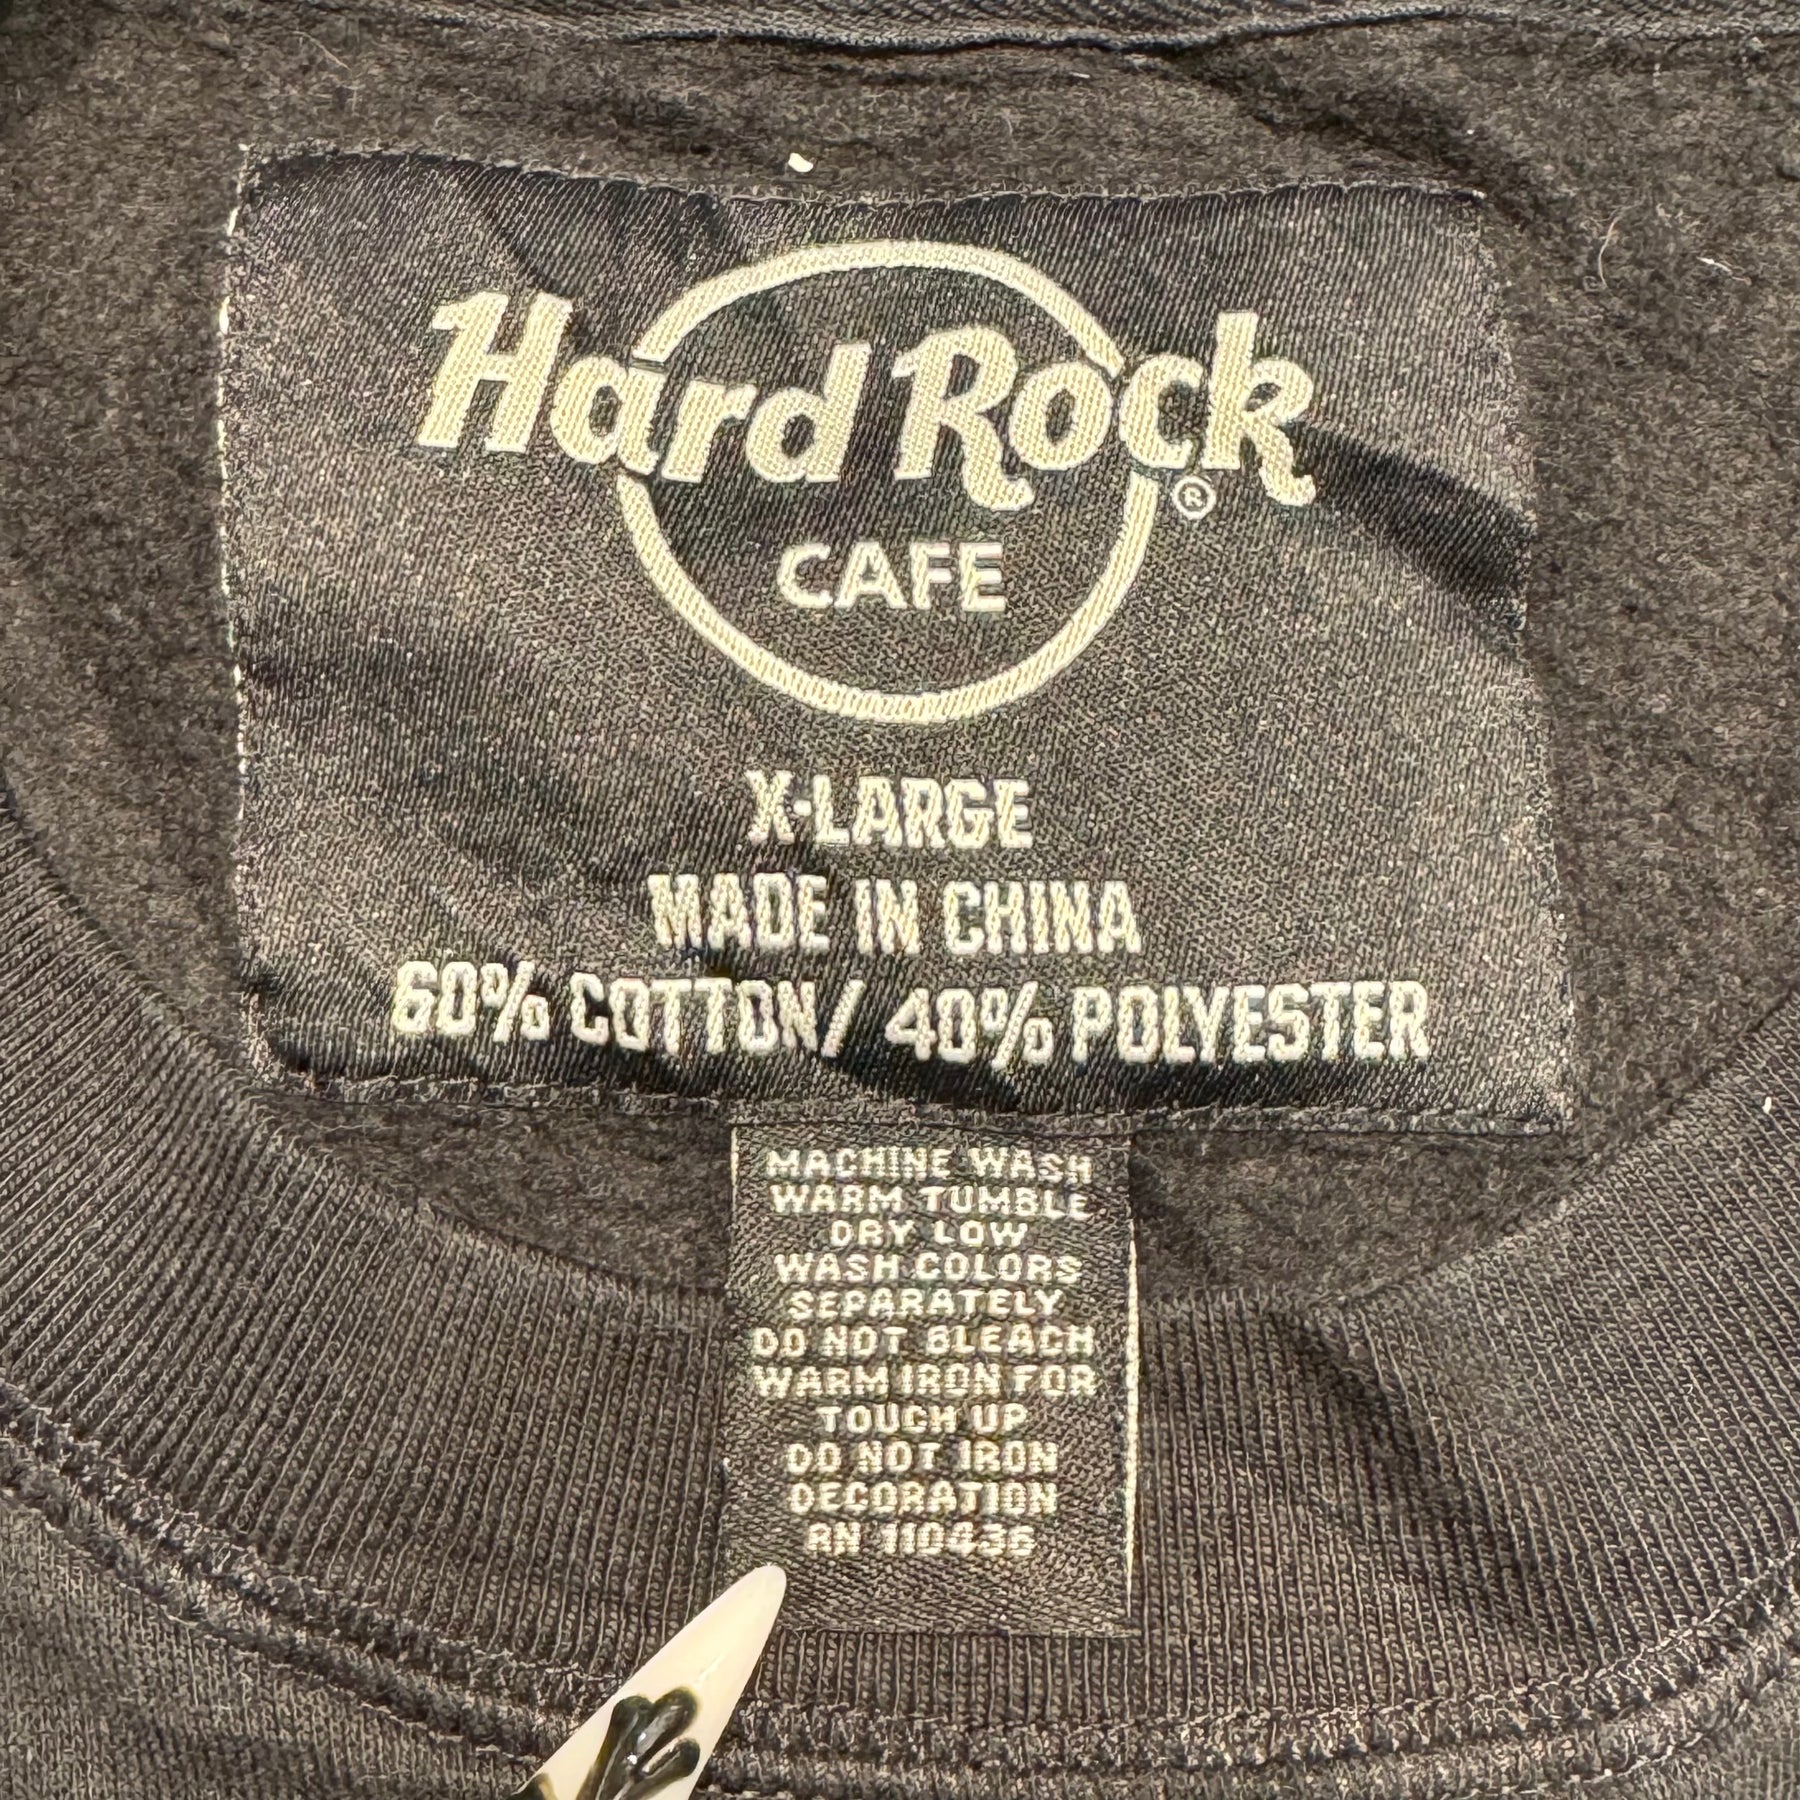 Hard Rock ®
CAFE
X-LARGE
MADE IN CHINA
60% COTTON/ 40% POLYESTER
MACHINE WASH
WARM TUMBLE
DRY LOW
WASH COLORS
SEPARATELY
DO NOT BLEACH
WARM IRON FOR
TOUCH UP
DO NOT IRON
DECORATION
RN 110436